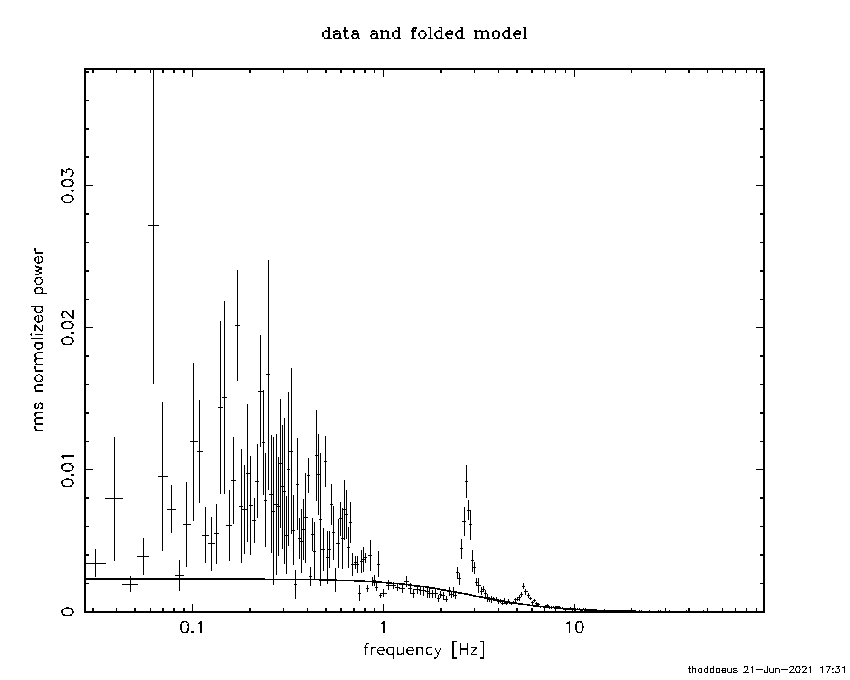 data and folded model
0.03
0.02
0.01
0
rms normalized power
0.1 1 10
frequency [Hz]
thoddaeus 21-Jun-2021 17:31